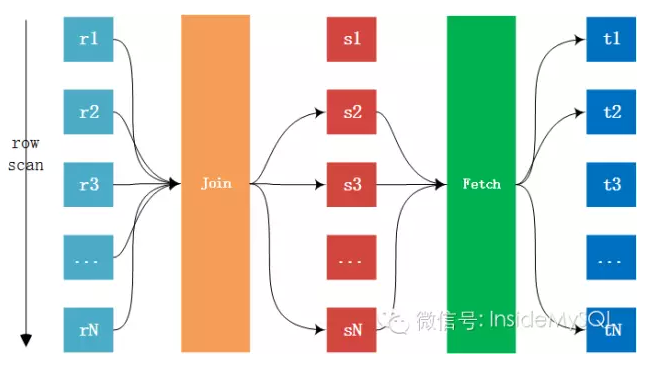 row
scan
r1
r2
r3
...
rN
Join
s1
s2
s3
...
sN
Fetch
t1
t2
t3
...
tN
微信号: InsideMySQL